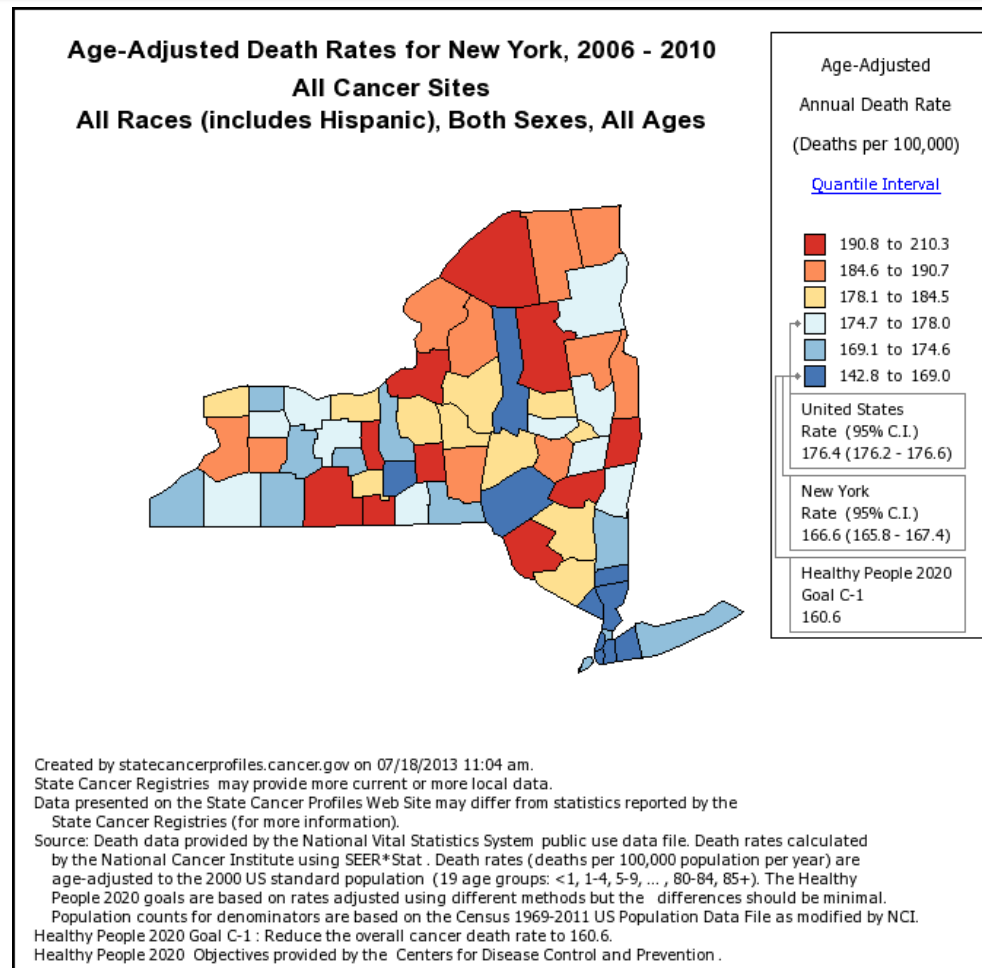 Age-Adjusted Death Rates for New York, 2006 - 2010
All Cancer Sites
All Races (includes Hispanic), Both Sexes, All Ages
Age-Adjusted
Annual Death Rate
(Deaths per 100,000)
Quantile Interval
190.8 to 210.3
184.6 to 190.7
178.1 to 184.5
174.7 to 178.0
169.1 to 174.6
142.8 to 169.0
United States
Rate (95% C.I.)
176.4 (176.2 - 176.6)
New York
Rate (95% C.I.)
166.6 (165.8 - 167.4)
Healthy People 2020
Goal C-1
160.6
Created by statecancerprofiles.cancer.gov on 07/18/2013 11:04 am.
State Cancer Registries may provide more current or more local data.
Data presented on the State Cancer Profiles Web Site may differ from statistics reported by the
State Cancer Registries (for more information).
Source: Death data provided by the National Vital Statistics System public use data file. Death rates calculated
by the National Cancer Institute using SEER*Stat . Death rates (deaths per 100,000 population per year) are
age-adjusted to the 2000 US standard population (19 age groups: <1, 1-4, 5-9, ... , 80-84, 85+). The Healthy
People 2020 goals are based on rates adjusted using different methods but the differences should be minimal.
Population counts for denominators are based on the Census 1969-2011 US Population Data File as modified by NCI.
Healthy People 2020 Goal C-1 : Reduce the overall cancer death rate to 160.6.
Healthy People 2020 Objectives provided by the Centers for Disease Control and Prevention .